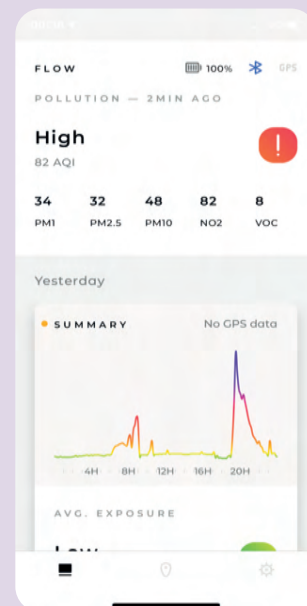 FLOW 100% GPS
POLLUTION — 2MIN AGO
High
82 AQI
34 32 48 82 8
PM1 PM2.5 PM10 NO2 VOC
Yesterday
SUMMARY No GPS data
4H 8H 12H 16H 20H
AVG. EXPOSURE
Low